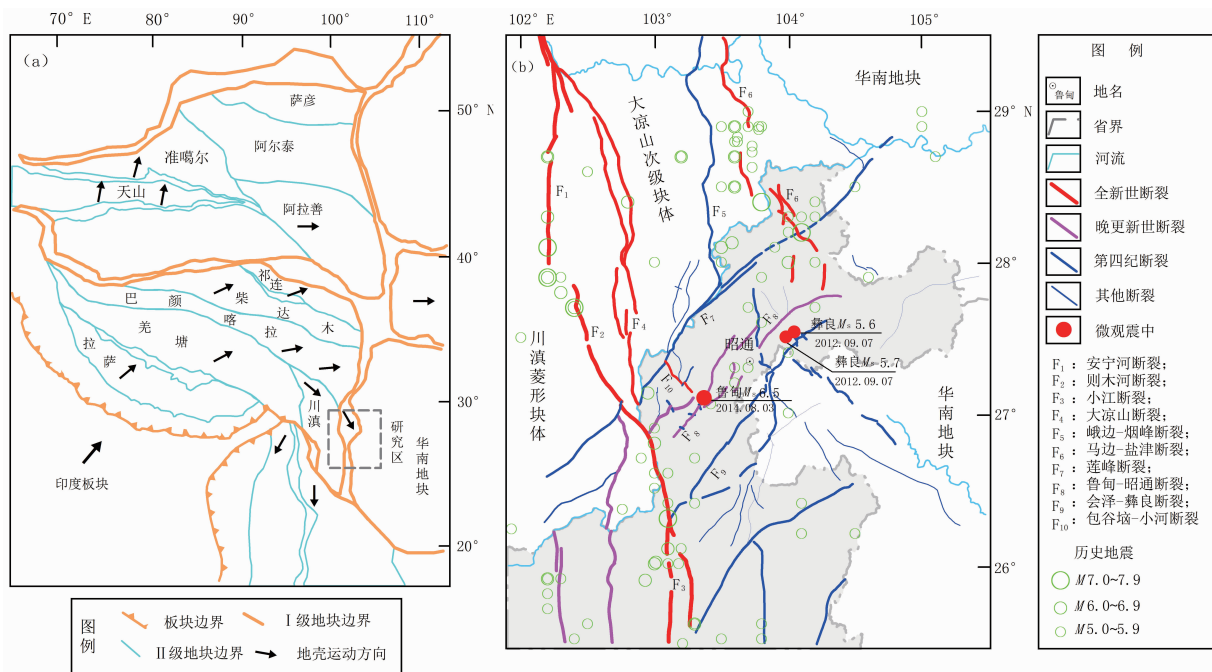 70° E
80°
90°
100°
(a)
萨彦
50°
准噶尔
阿尔泰
天山
阿拉善
40°
祁连
巴颜喀拉
柴达木
羌塘
拉萨
川滇
30°
研究区
华南地块
印度板块
20°
图例
板块边界
I级地块边界
II级地块边界
地壳运动方向
102° E
103°
104°
105°
(b)
华南地块
F6
29° N
大凉山次级块体
F1
F5
F6
28°
F2
F4
F7
F8
彝良Ms 5.6
2012.09.07
昭通
彝良Ms 5.7
2012.09.07
川滇菱形块体
F10
鲁甸Ms 6.5
2014.08.03
27°
F8
华南地块
F9
26°
F3
图 例
鲁甸
地名
省界
河流
全新世断裂
晚更新世断裂
第四纪断裂
其他断裂
微观震中
F1：安宁河断裂；
F2：则木河断裂；
F3：小江断裂；
F4：大凉山断裂；
F5：峨边-烟峰断裂；
F6：马边-盐津断裂；
F7：莲峰断裂；
F8：鲁甸-昭通断裂；
F9：会泽-彝良断裂；
F10：包谷垴-小河断裂
历史地震
M7.0~7.9
M6.0~6.9
M5.0~5.9